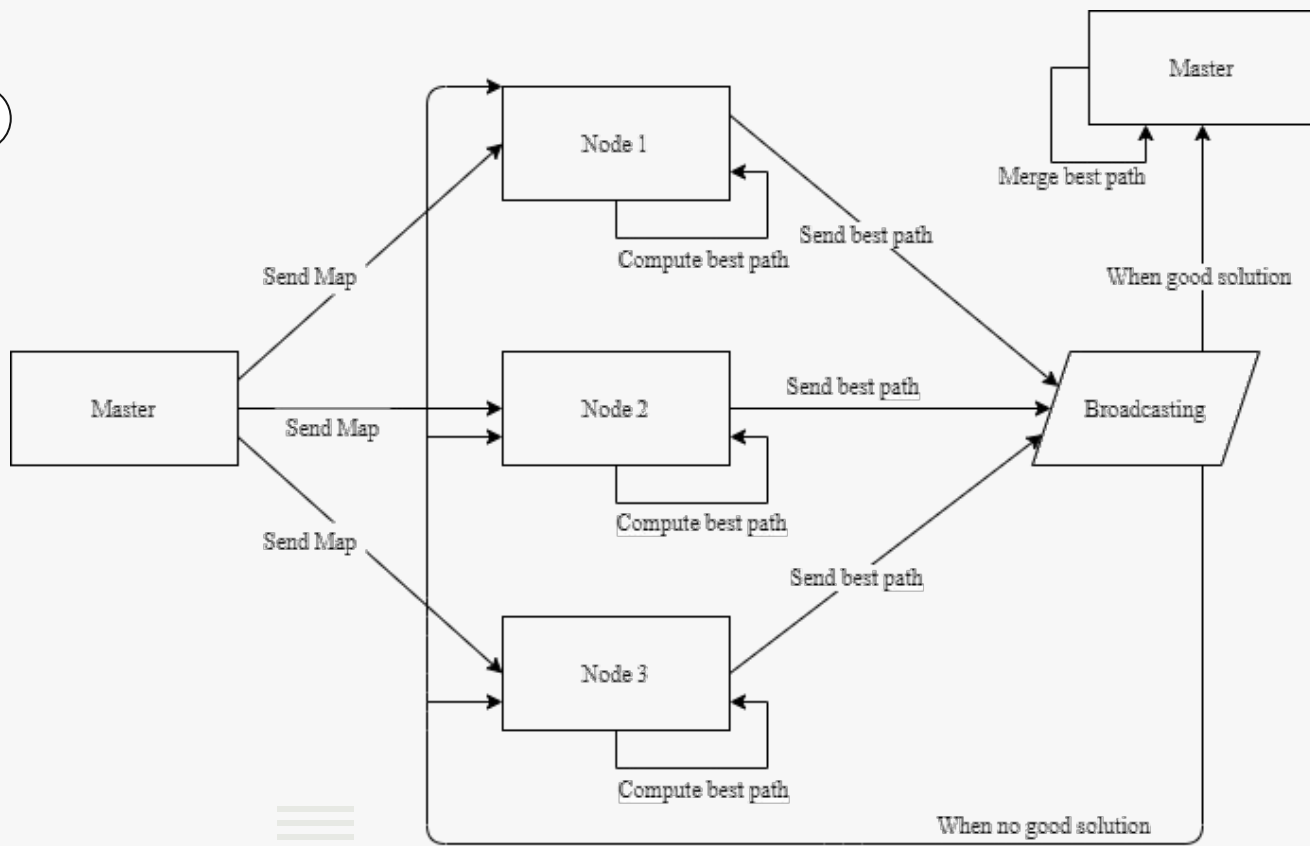 Master
Node 1
Merge best path
Send best path
Compute best path
Send Map
When good solution
Send best path
Master
Send Map
Node 2
Broadcasting
Compute best path
Send Map
Send best path
Node 3
Compute best path
When no good solution